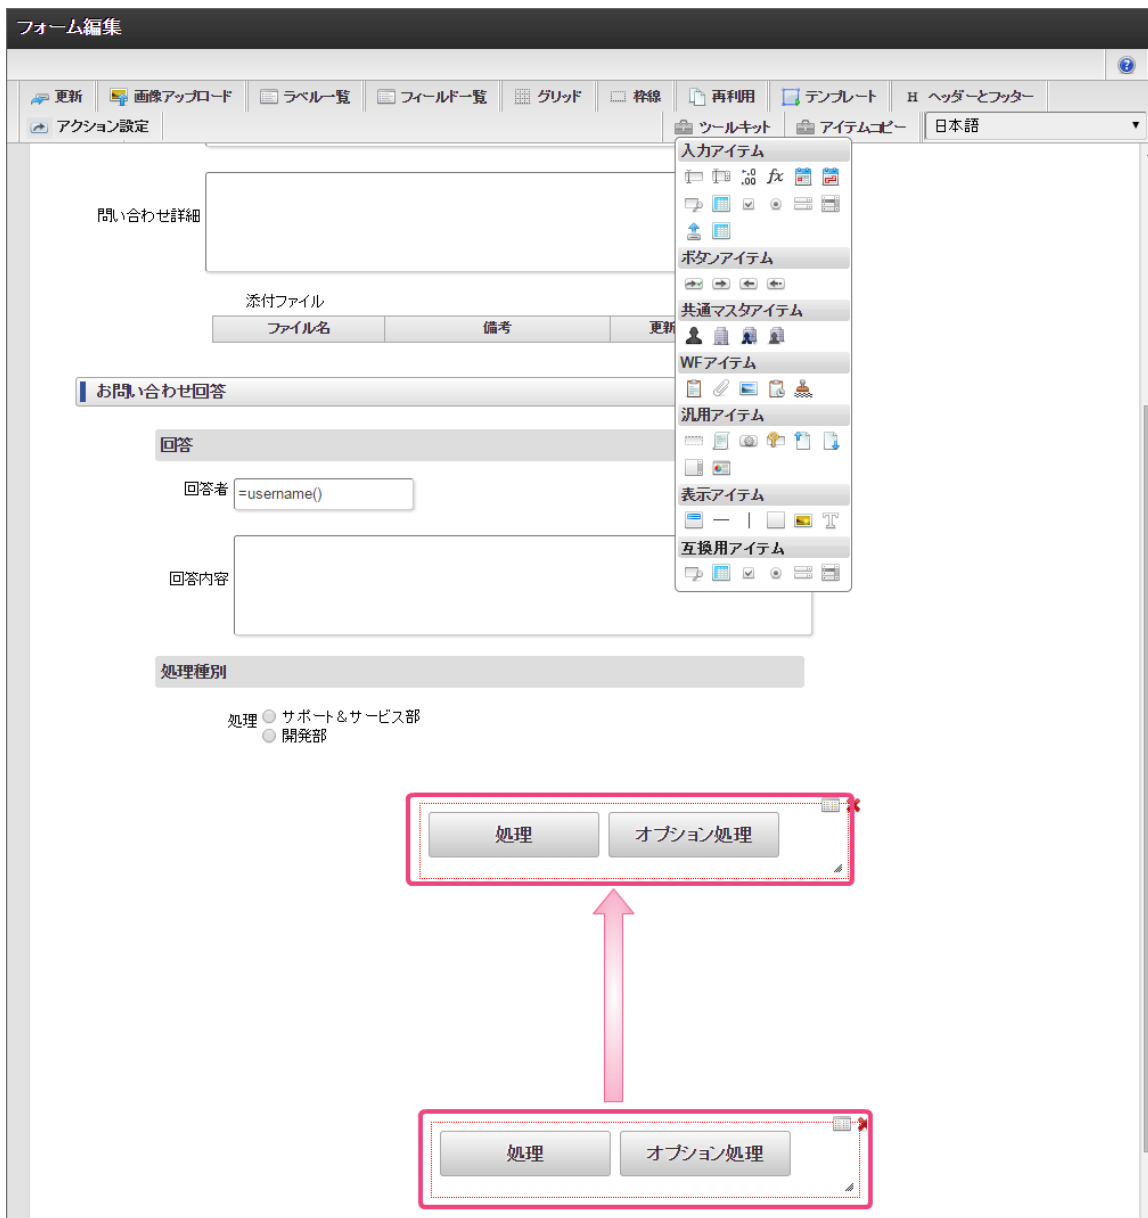 フォーム編集
更新 画像アップロード ラベル一覧 フィールド一覧 グリッド 枠線 再利用 テンプレート H ヘッダーとフッター
アクション設定 ツールキット アイテムコピー 日本語
入力アイテム
問い合わせ詳細
ボタンアイテム
添付ファイル
共通マスタアイテム
ファイル名 備考 更新
WFアイテム
お問い合わせ回答
汎用アイテム
回答
回答者 =username()
表示アイテム
互換用アイテム
回答内容
処理種別
処理 サポート&サービス部
開発部
処理 オプション処理
処理 オプション処理